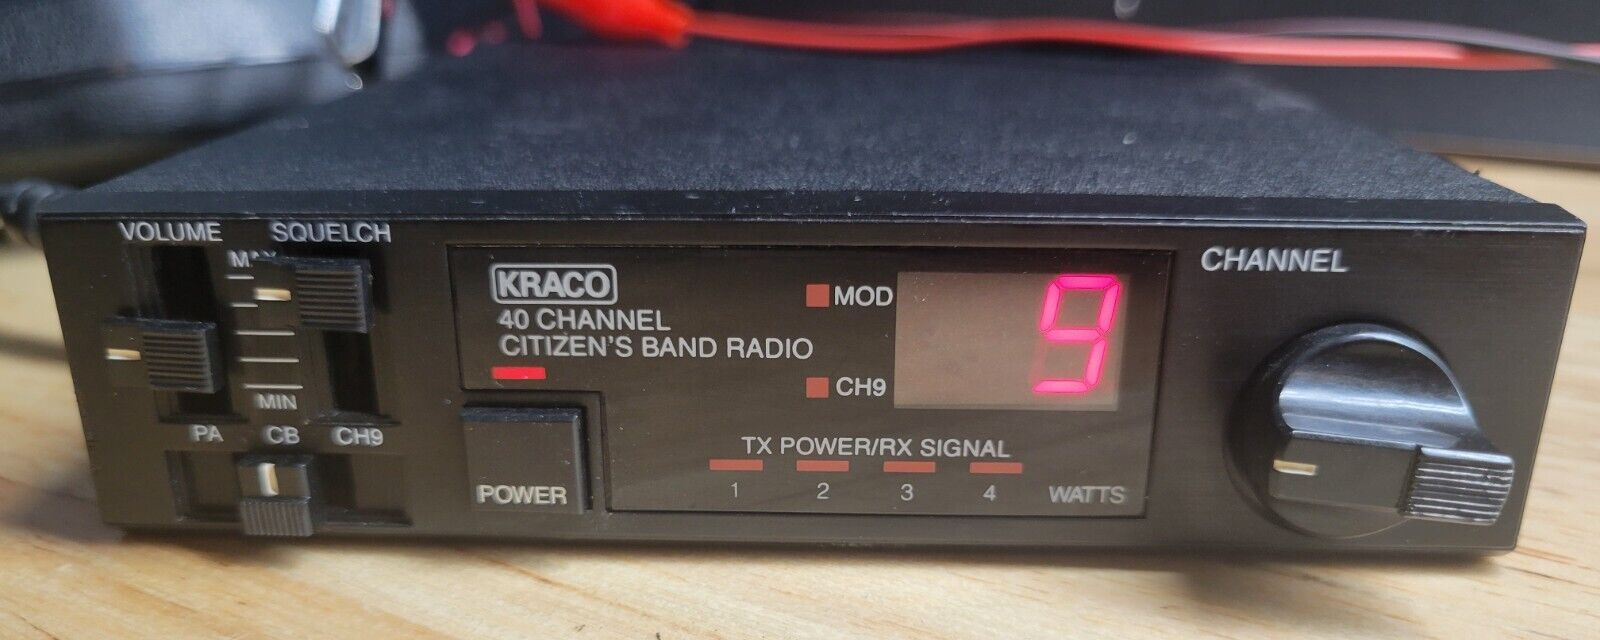 VOLUME SQUELCH
MAX
MIN
PA CB CH9
KRACO
40 CHANNEL
CITIZEN'S BAND RADIO
POWER
MOD
CH9
9
TX POWER/RX SIGNAL
1 2 3 4 WATTS
CHANNEL